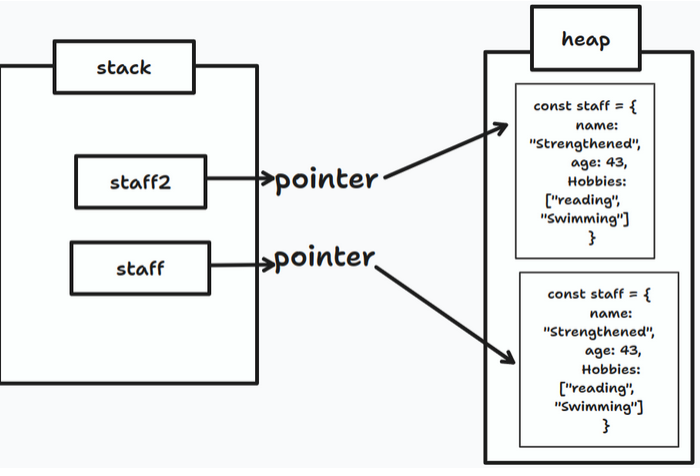 stack
staff2
staff
pointer
pointer
heap
const staff = {
name:
"Strengthened",
age: 43,
Hobbies:
["reading",
"Swimming"]
}
const staff = {
name:
"Strengthened",
age: 43,
Hobbies:
["reading",
"Swimming"]
}